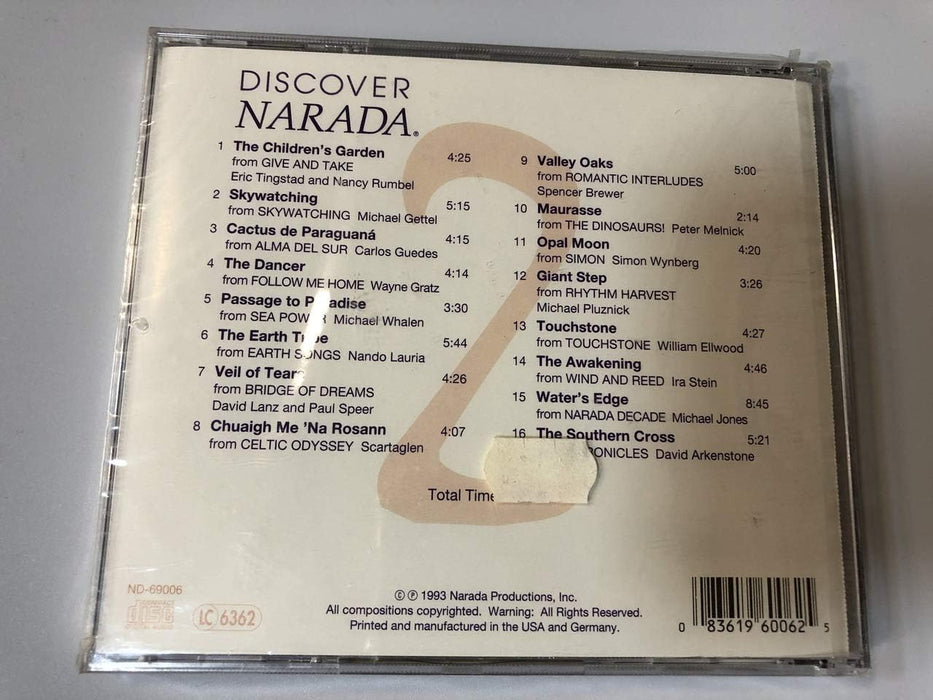 DISCOVER
NARADA®
1 The Children's Garden 4:25
from GIVE AND TAKE
Eric Tingstad and Nancy Rumbel
2 Skywatching 5:15
from SKYWATCHING Michael Gettel
3 Cactus de Paraguaná 4:15
from ALMA DEL SUR Carlos Guedes
4 The Dancer 4:14
from FOLLOW ME HOME Wayne Gratz
5 Passage to Paradise 3:30
from SEA POWER Michael Whalen
6 The Earth Tribe 5:44
from EARTH SONGS Nando Lauria
7 Veil of Tears 4:26
from BRIDGE OF DREAMS
David Lanz and Paul Speer
8 Chuaigh Me 'Na Rosann 4:07
from CELTIC ODYSSEY Scartaglen
9 Valley Oaks 5:00
from ROMANTIC INTERLUDES
Spencer Brewer
10 Maurasse 2:14
from THE DINOSAURS! Peter Melnick
11 Opal Moon 4:20
from SIMON Simon Wynberg
12 Giant Step 3:26
from RHYTHM HARVEST
Michael Pluznick
13 Touchstone 4:27
from TOUCHSTONE William Ellwood
14 The Awakening 4:46
from WIND AND REED Ira Stein
15 Water's Edge 8:45
from NARADA DECADE Michael Jones
16 The Southern Cross 5:21
David Arkenstone
2
Total Time
ND-69006
COMPACT
disc
DIGITAL AUDIO
LC 6362
© ℗ 1993 Narada Productions, Inc.
All compositions copyrighted. Warning: All Rights Reserved.
Printed and manufactured in the USA and Germany.
0 83619 60062 5